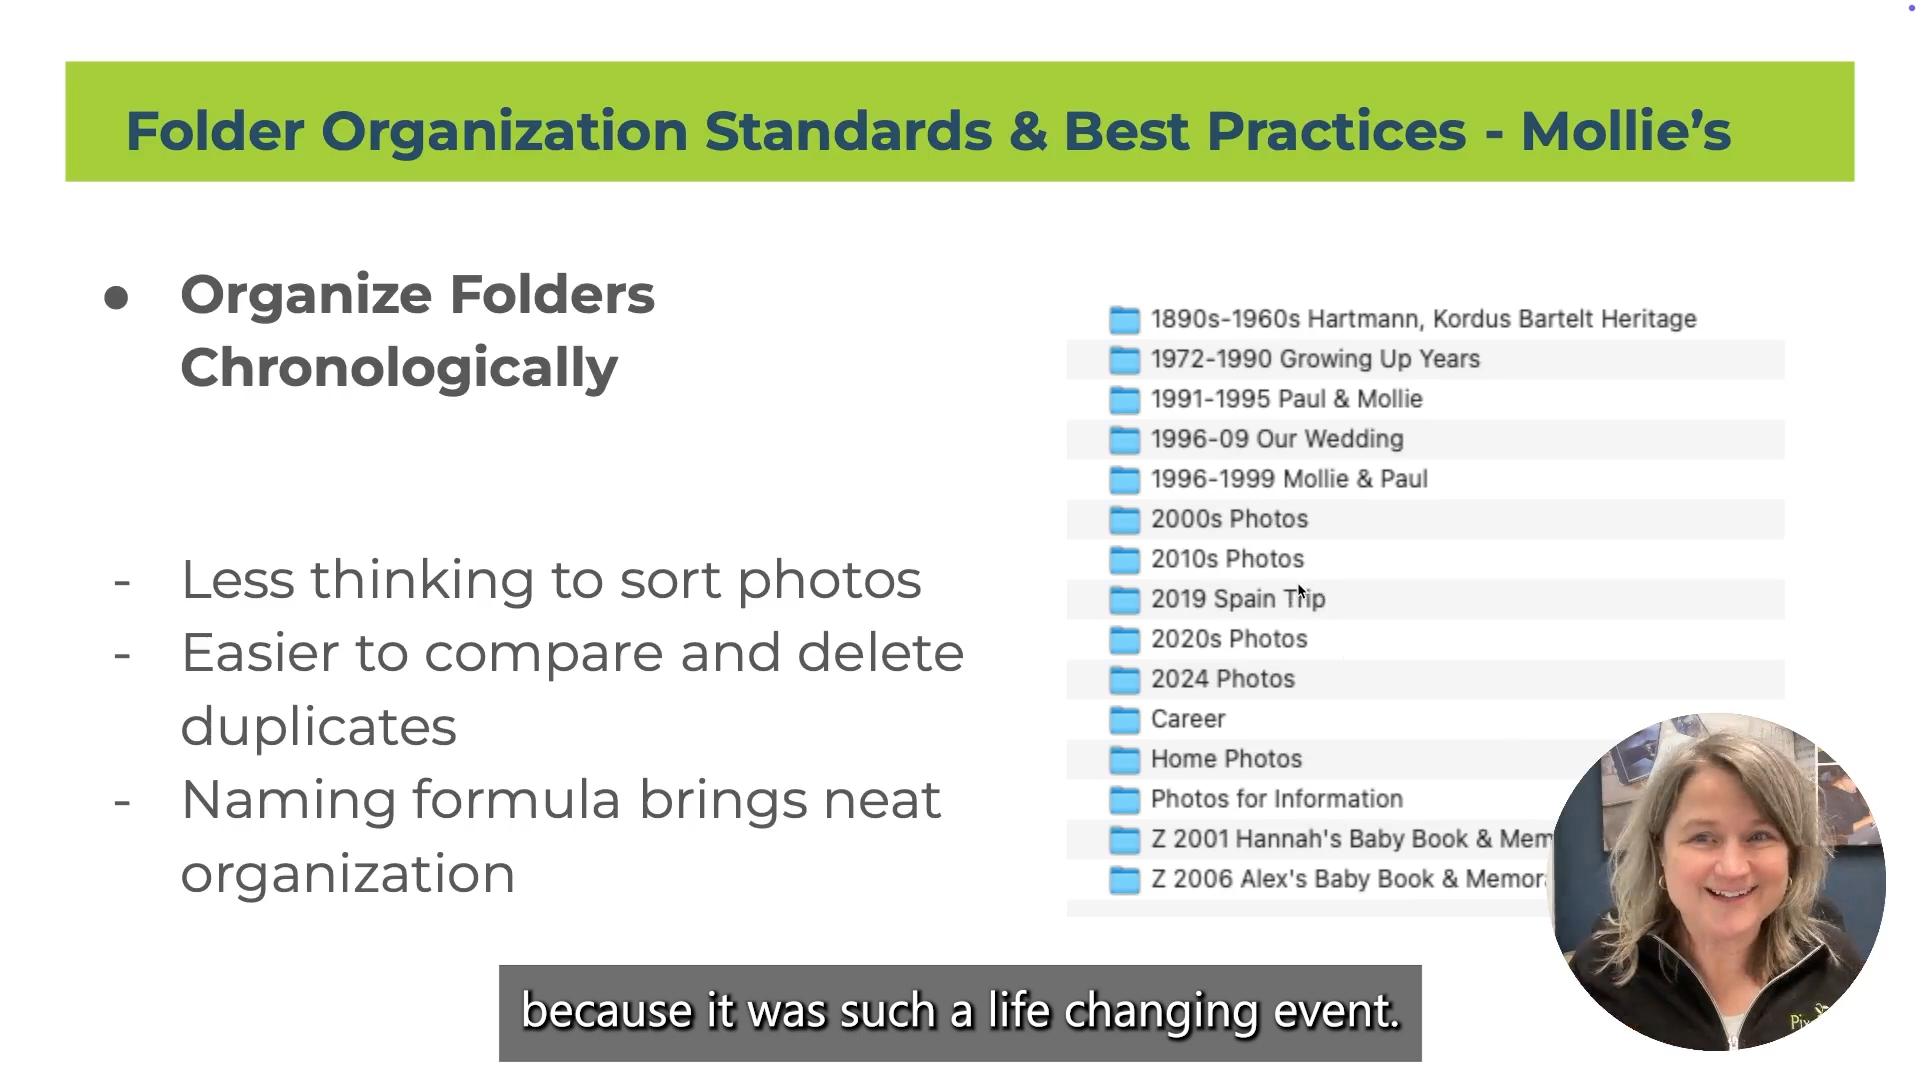 Folder Organization Standards & Best Practices - Mollie’s
● Organize Folders
Chronologically
- Less thinking to sort photos
- Easier to compare and delete
duplicates
- Naming formula brings neat
organization
1890s-1960s Hartmann, Kordus Bartelt Heritage
1972-1990 Growing Up Years
1991-1995 Paul & Mollie
1996-09 Our Wedding
1996-1999 Mollie & Paul
2000s Photos
2010s Photos
2019 Spain Trip
2020s Photos
2024 Photos
Career
Home Photos
Photos for Information
Z 2001 Hannah's Baby Book & Mem
Z 2006 Alex's Baby Book & Memor
because it was such a life changing event.